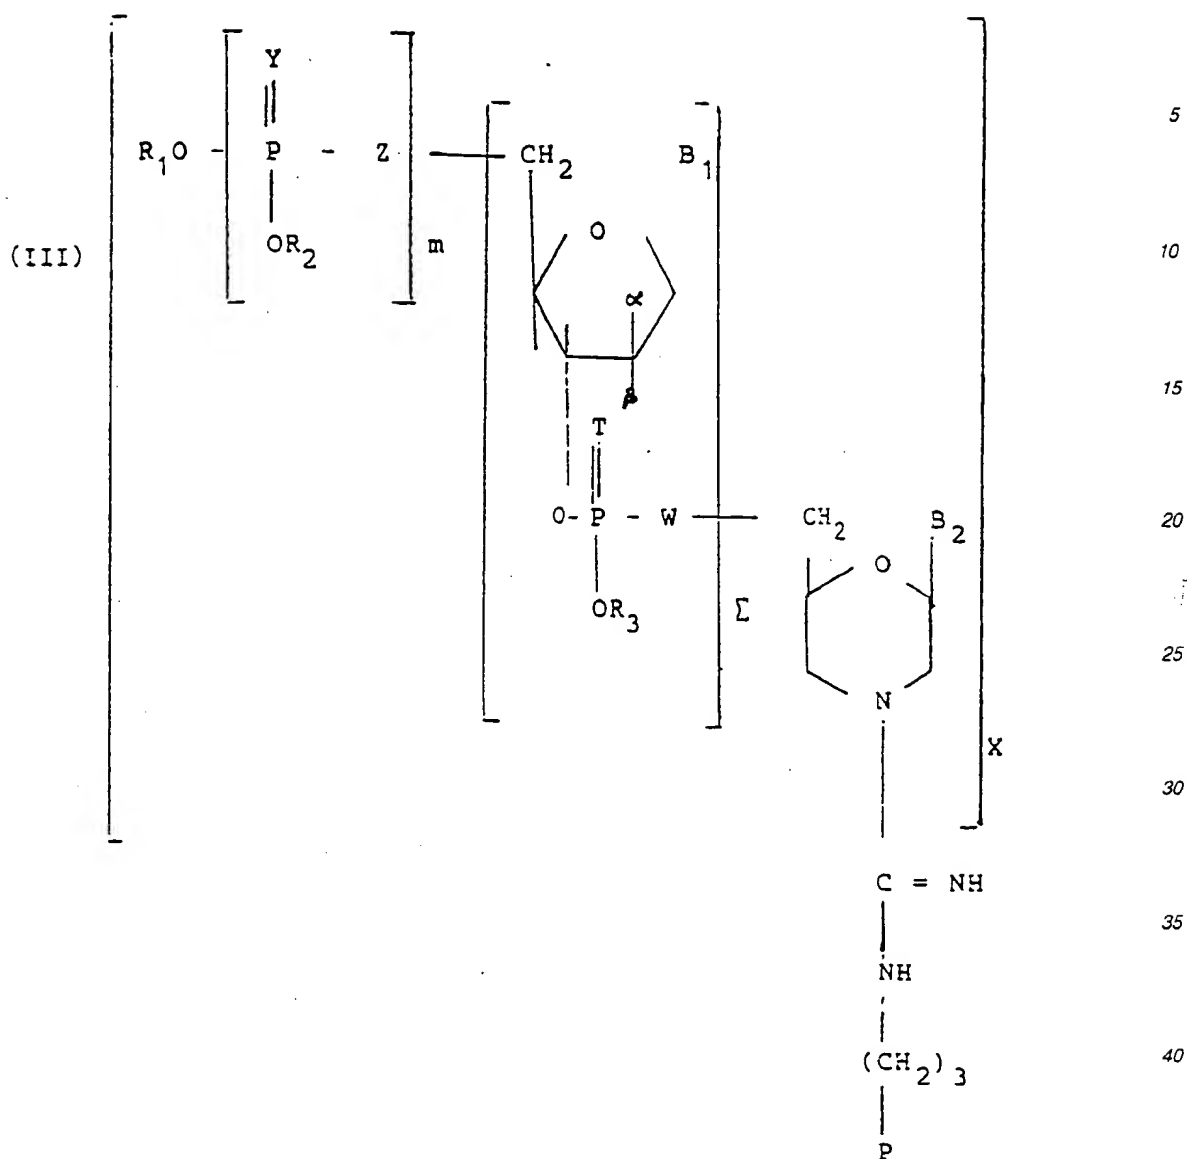 Y
5
R1O - P - Z CH2 B1
OR2 m
(III)
O
10
α
β
15
T
O- P - W CH2 B2
20
O
OR3 Σ
25
N
X
30
C = NH
35
NH
(CH2)3
40
P